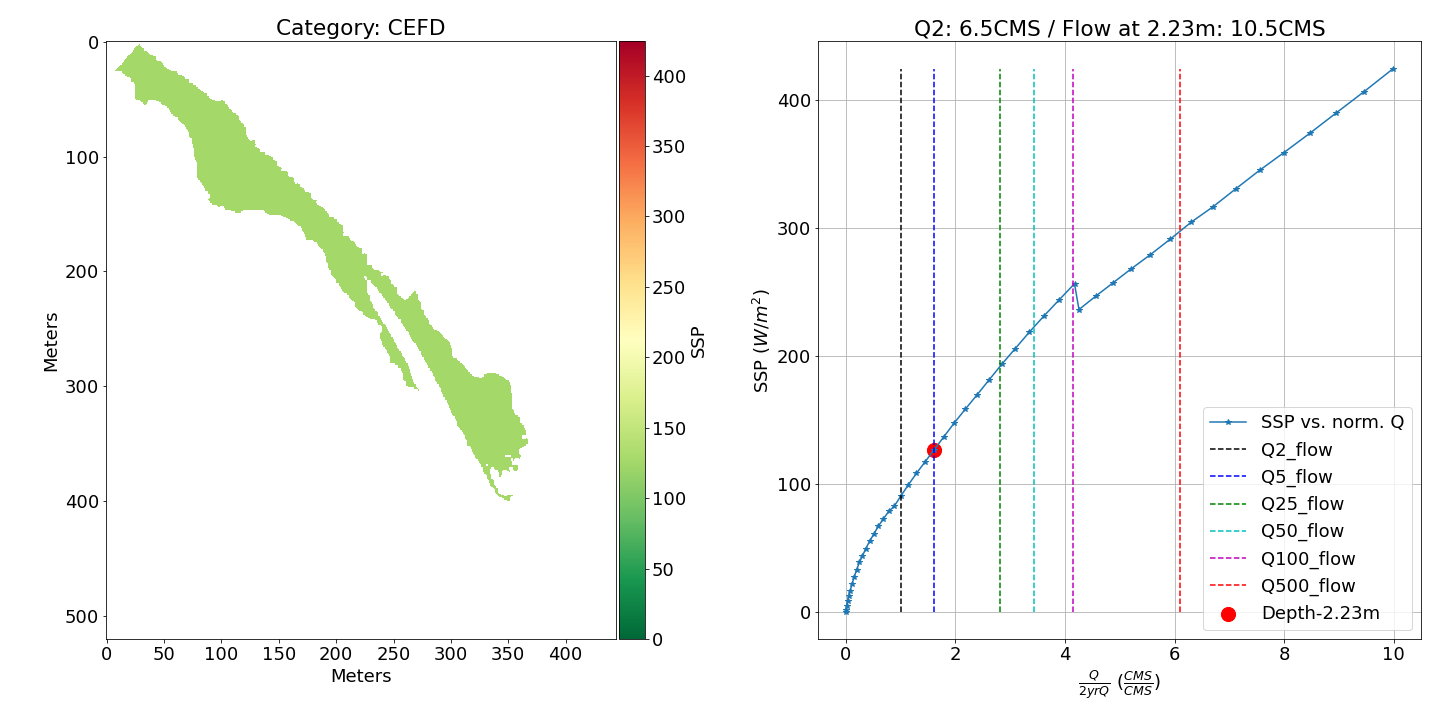 Category: CEFD
0
100
200
300
400
500
Meters
0
50
100
150
200
250
300
350
400
Meters
400
350
300
250
200
150
100
50
0
SSP
Q2: 6.5CMS / Flow at 2.23m: 10.5CMS
400
300
200
100
0
SSP (W/m²)
0
2
4
6
8
10
Q/2yrQ (CMS/CMS)
SSP vs. norm. Q
Q2_flow
Q5_flow
Q25_flow
Q50_flow
Q100_flow
Q500_flow
Depth-2.23m